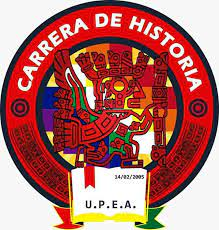 CARRERA DE HISTORIA
14/02/2005
U.P.E.A.